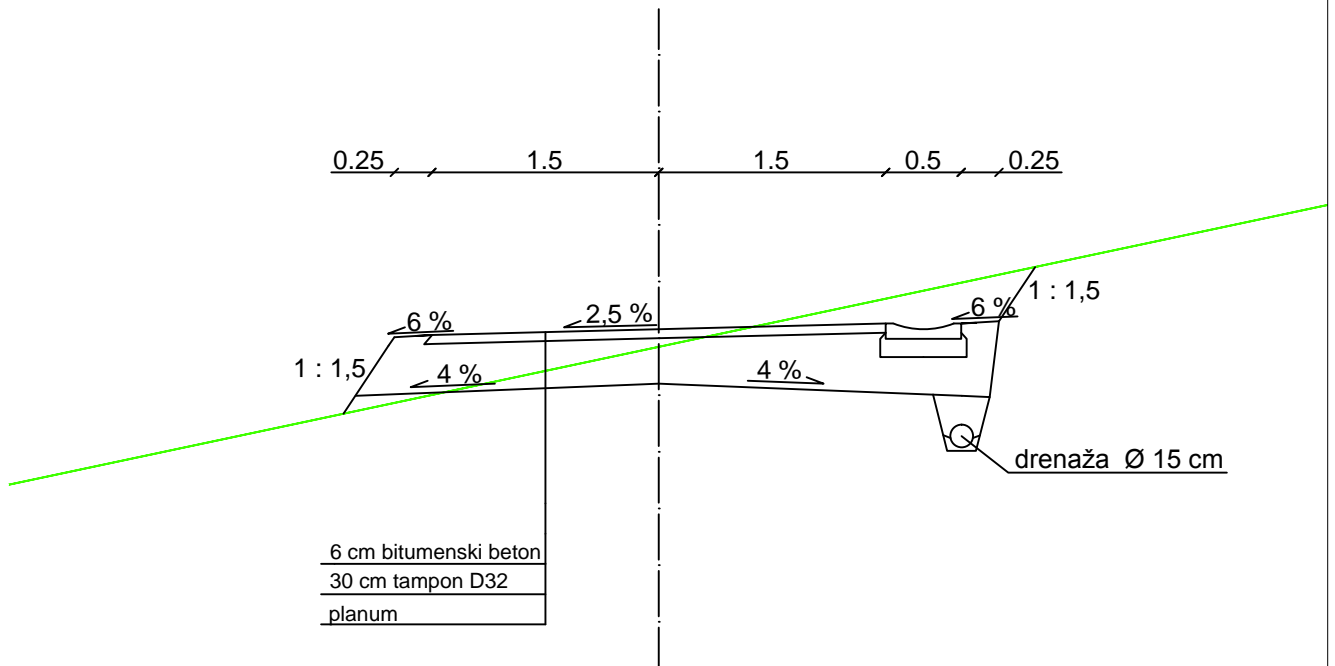 0.25 1.5 1.5 0.5 0.25
1 : 1,5
6 %
2,5 %
6 %
1 : 1,5
4 %
4 %
drenaža Ø 15 cm
6 cm bitumenski beton
30 cm tampon D32
planum